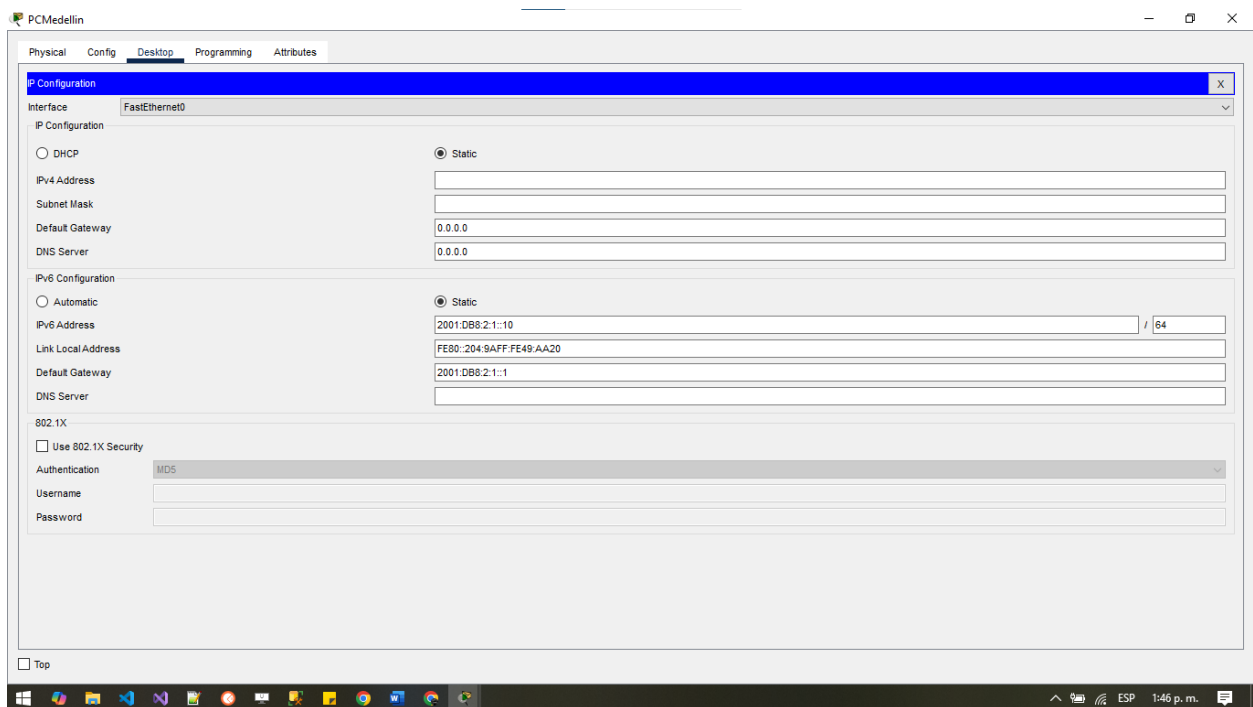 PCMedellin
Physical Config Desktop Programming Attributes
IP Configuration X
Interface FastEthernet0
IP Configuration
DHCP Static
IPv4 Address
Subnet Mask
Default Gateway 0.0.0.0
DNS Server 0.0.0.0
IPv6 Configuration
Automatic Static
IPv6 Address 2001:DB8:2:1::10 / 64
Link Local Address FE80::204:9AFF:FE49:AA20
Default Gateway 2001:DB8:2:1::1
DNS Server
802.1X
Use 802.1X Security
Authentication MD5
Username
Password
Top
ESP 1:46 p. m.